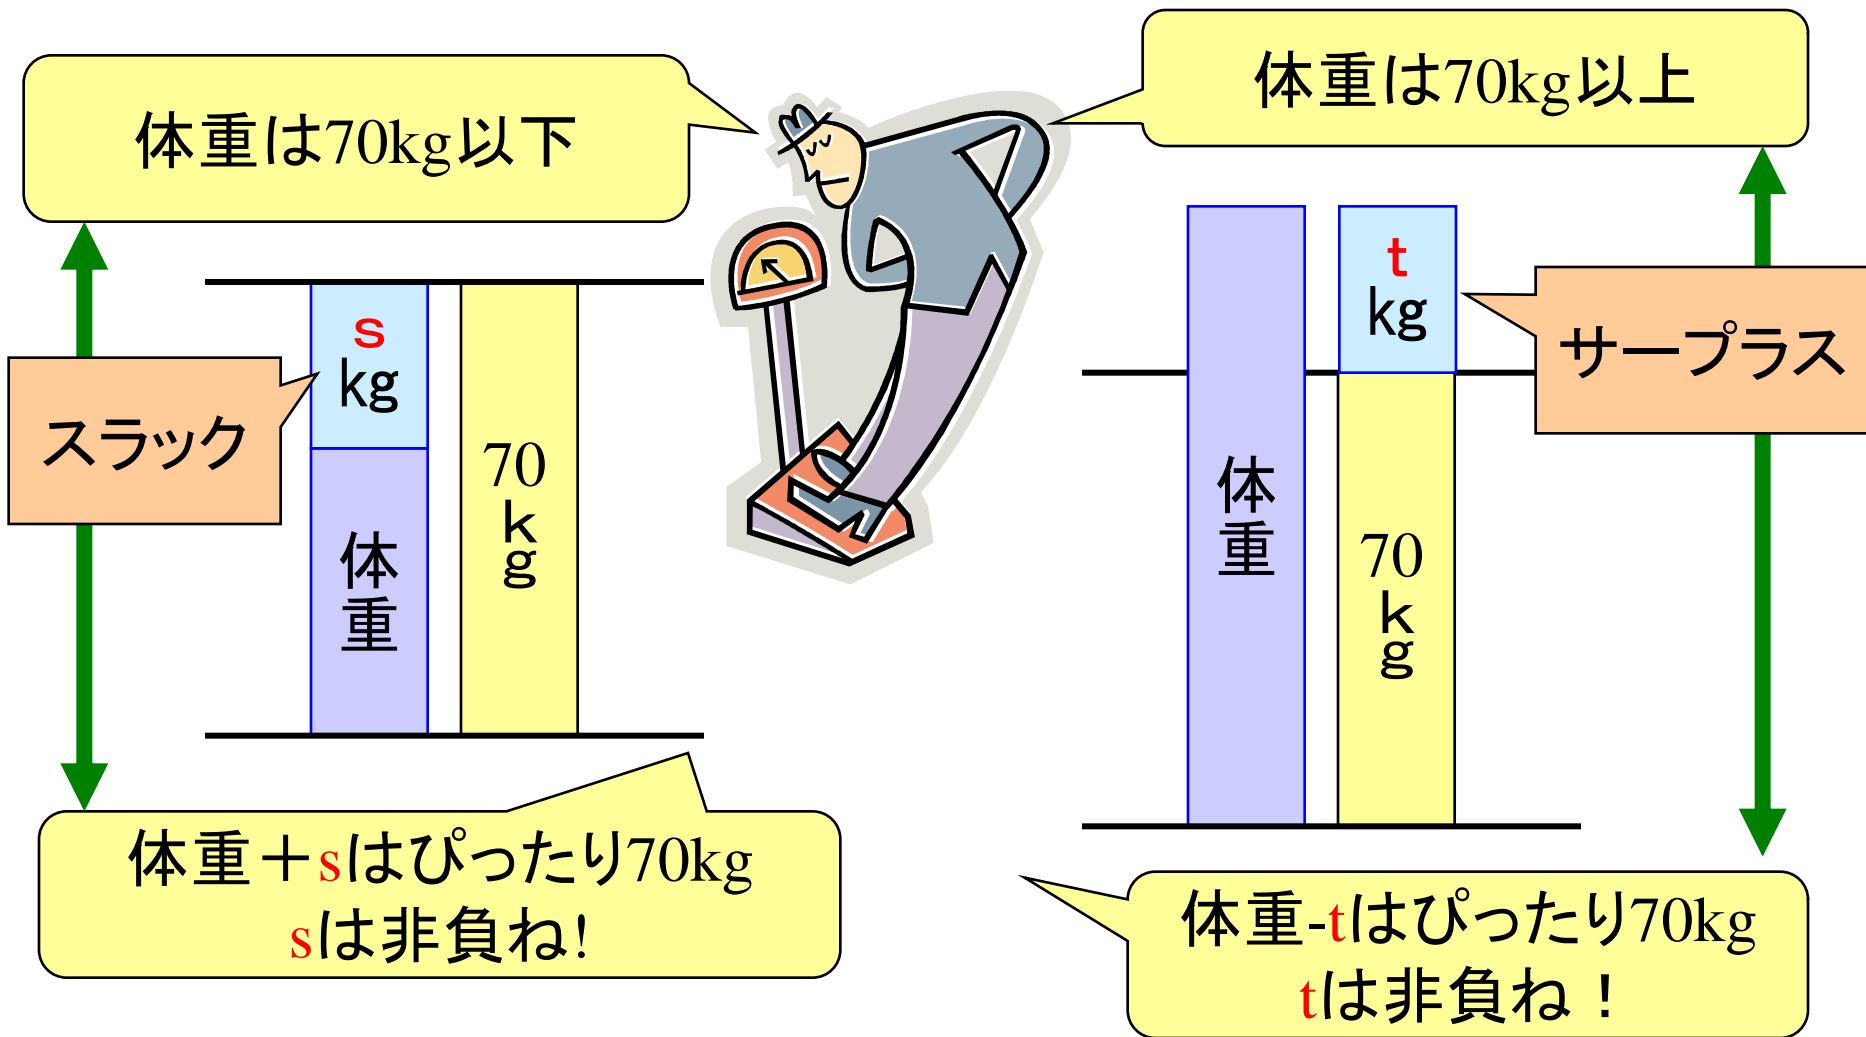 体重は70kg以下
体重は70kg以上
s
kg
スラック
体
重
70
k
g
t
kg
サープラス
体
重
70
k
g
体重＋sはぴったり70kg
sは非負ね!
体重-tはぴったり70kg
tは非負ね！